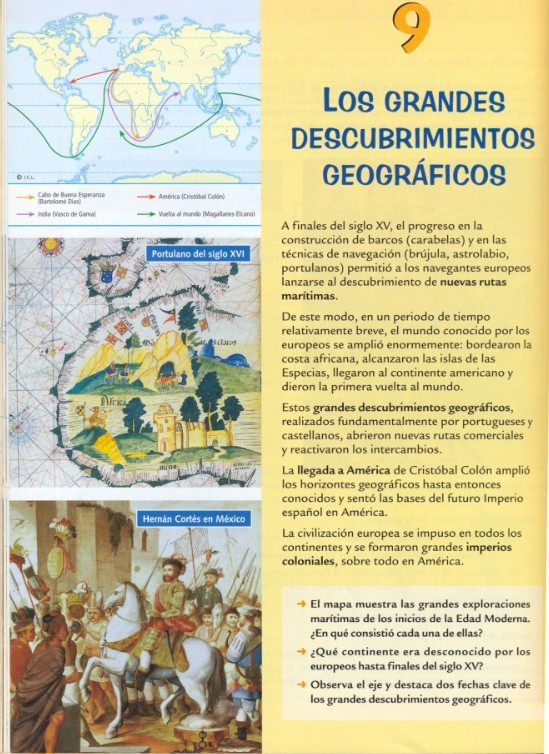 9
LOS GRANDES
DESCUBRIMIENTOS
GEOGRÁFICOS
© I.C.L.
Cabo de Buena Esperanza
(Bartolomé Dias)
América (Cristóbal Colón)
India (Vasco de Gama)
Vuelta al mundo (Magallanes-Elcano)
Portulano del siglo XVI
Africa
Hernán Cortés en México
A finales del siglo XV, el progreso en la
construcción de barcos (carabelas) y en las
técnicas de navegación (brújula, astrolabio,
portulanos) permitió a los navegantes europeos
lanzarse al descubrimiento de nuevas rutas
marítimas.
De este modo, en un periodo de tiempo
relativamente breve, el mundo conocido por los
europeos se amplió enormemente: bordearon la
costa africana, alcanzaron las islas de las
Especias, llegaron al continente americano y
dieron la primera vuelta al mundo.
Estos grandes descubrimientos geográficos,
realizados fundamentalmente por portugueses y
castellanos, abrieron nuevas rutas comerciales
y reactivaron los intercambios.
La llegada a América de Cristóbal Colón amplió
los horizontes geográficos hasta entonces
conocidos y sentó las bases del futuro Imperio
español en América.
La civilización europea se impuso en todos los
continentes y se formaron grandes imperios
coloniales, sobre todo en América.
➜ El mapa muestra las grandes exploraciones
marítimas de los inicios de la Edad Moderna.
¿En qué consistió cada una de ellas?
➜ ¿Qué continente era desconocido por los
europeos hasta finales del siglo XV?
➜ Observa el eje y destaca dos fechas clave de
los grandes descubrimientos geográficos.